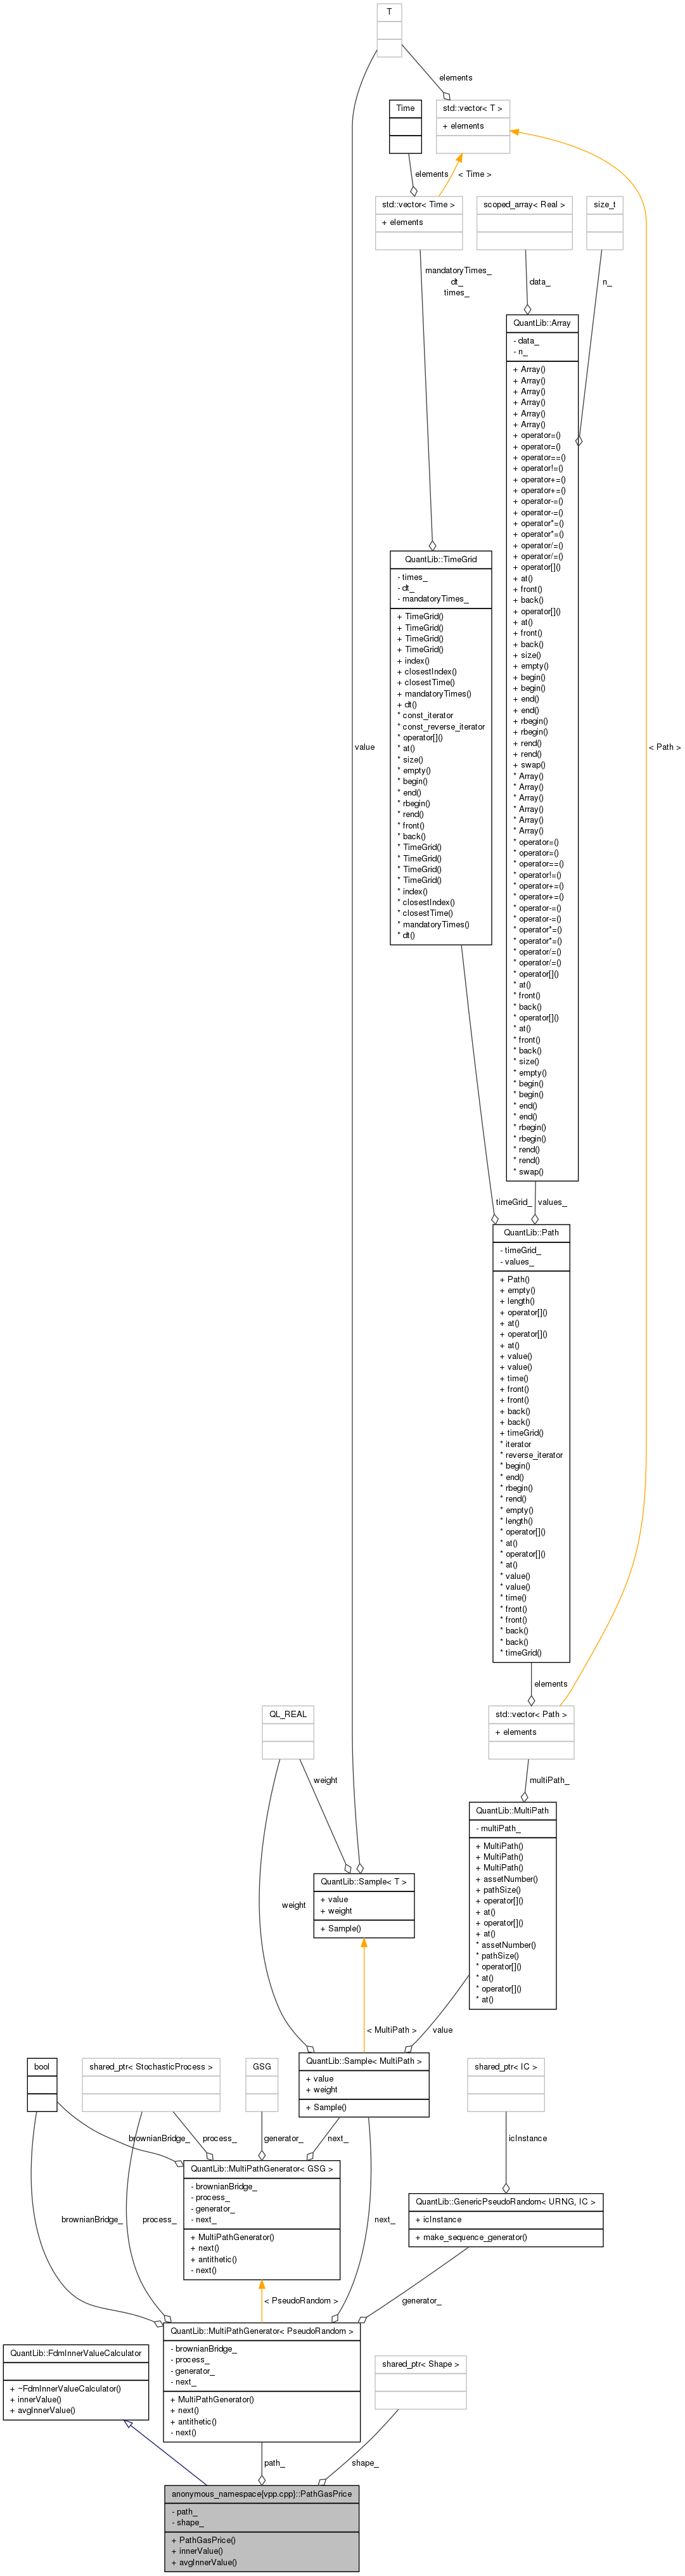 T
elements
Time
std::vector< T >
+ elements
elements
< Time >
std::vector< Time >
+ elements
scoped_array< Real >
size_t
mandatoryTimes_
dt_
times_
data_
n_
QuantLib::Array
- data_
- n_
+ Array()
+ Array()
+ Array()
+ Array()
+ Array()
+ Array()
+ operator=()
+ operator=()
+ operator==()
+ operator!=()
+ operator+=()
+ operator+=()
+ operator-=()
+ operator-=()
+ operator*=()
+ operator*=()
+ operator/=()
+ operator/=()
+ operator[]()
+ at()
+ front()
+ back()
+ operator[]()
+ at()
+ front()
+ back()
+ size()
+ empty()
+ begin()
+ begin()
+ end()
+ end()
+ rbegin()
+ rbegin()
+ rend()
+ rend()
+ swap()
* Array()
* Array()
* Array()
* Array()
* Array()
* Array()
* operator=()
* operator=()
* operator==()
* operator!=()
* operator+=()
* operator+=()
* operator-=()
* operator-=()
* operator*=()
* operator*=()
* operator/=()
* operator/=()
* operator[]()
* at()
* front()
* back()
* operator[]()
* at()
* front()
* back()
* size()
* empty()
* begin()
* begin()
* end()
* end()
* rbegin()
* rbegin()
* rend()
* rend()
* swap()
QuantLib::TimeGrid
- times_
- dt_
- mandatoryTimes_
+ TimeGrid()
+ TimeGrid()
+ TimeGrid()
+ TimeGrid()
+ index()
+ closestIndex()
+ closestTime()
+ mandatoryTimes()
+ dt()
* const_iterator
* const_reverse_iterator
* operator[]()
* at()
* size()
* empty()
* begin()
* end()
* rbegin()
* rend()
* front()
* back()
* TimeGrid()
* TimeGrid()
* TimeGrid()
* TimeGrid()
* index()
* closestIndex()
* closestTime()
* mandatoryTimes()
* dt()
value
< Path >
timeGrid_
values_
QuantLib::Path
- timeGrid_
- values_
+ Path()
+ empty()
+ length()
+ operator[]()
+ at()
+ operator[]()
+ at()
+ value()
+ value()
+ time()
+ front()
+ front()
+ back()
+ back()
+ timeGrid()
* iterator
* reverse_iterator
* begin()
* end()
* rbegin()
* rend()
* empty()
* length()
* operator[]()
* at()
* operator[]()
* at()
* value()
* value()
* time()
* front()
* front()
* back()
* back()
* timeGrid()
elements
QL_REAL
std::vector< Path >
+ elements
weight
multiPath_
QuantLib::MultiPath
- multiPath_
+ MultiPath()
+ MultiPath()
+ MultiPath()
+ assetNumber()
+ pathSize()
+ operator[]()
+ at()
+ operator[]()
+ at()
* assetNumber()
* pathSize()
* operator[]()
* at()
* operator[]()
* at()
QuantLib::Sample< T >
+ value
+ weight
+ Sample()
weight
< MultiPath >
value
bool
shared_ptr< StochasticProcess >
GSG
QuantLib::Sample< MultiPath >
+ value
+ weight
+ Sample()
shared_ptr< IC >
brownianBridge_
process_
generator_
next_
icInstance
QuantLib::MultiPathGenerator< GSG >
- brownianBridge_
- process_
- generator_
- next_
+ MultiPathGenerator()
+ next()
+ antithetic()
- next()
QuantLib::GenericPseudoRandom< URNG, IC >
+ icInstance
+ make_sequence_generator()
brownianBridge_
process_
next_
< PseudoRandom >
generator_
QuantLib::MultiPathGenerator< PseudoRandom >
- brownianBridge_
- process_
- generator_
- next_
+ MultiPathGenerator()
+ next()
+ antithetic()
- next()
QuantLib::FdmInnerValueCalculator
+ ~FdmInnerValueCalculator()
+ innerValue()
+ avgInnerValue()
shared_ptr< Shape >
path_
shape_
anonymous_namespace{vpp.cpp}::PathGasPrice
- path_
- shape_
+ PathGasPrice()
+ innerValue()
+ avgInnerValue()